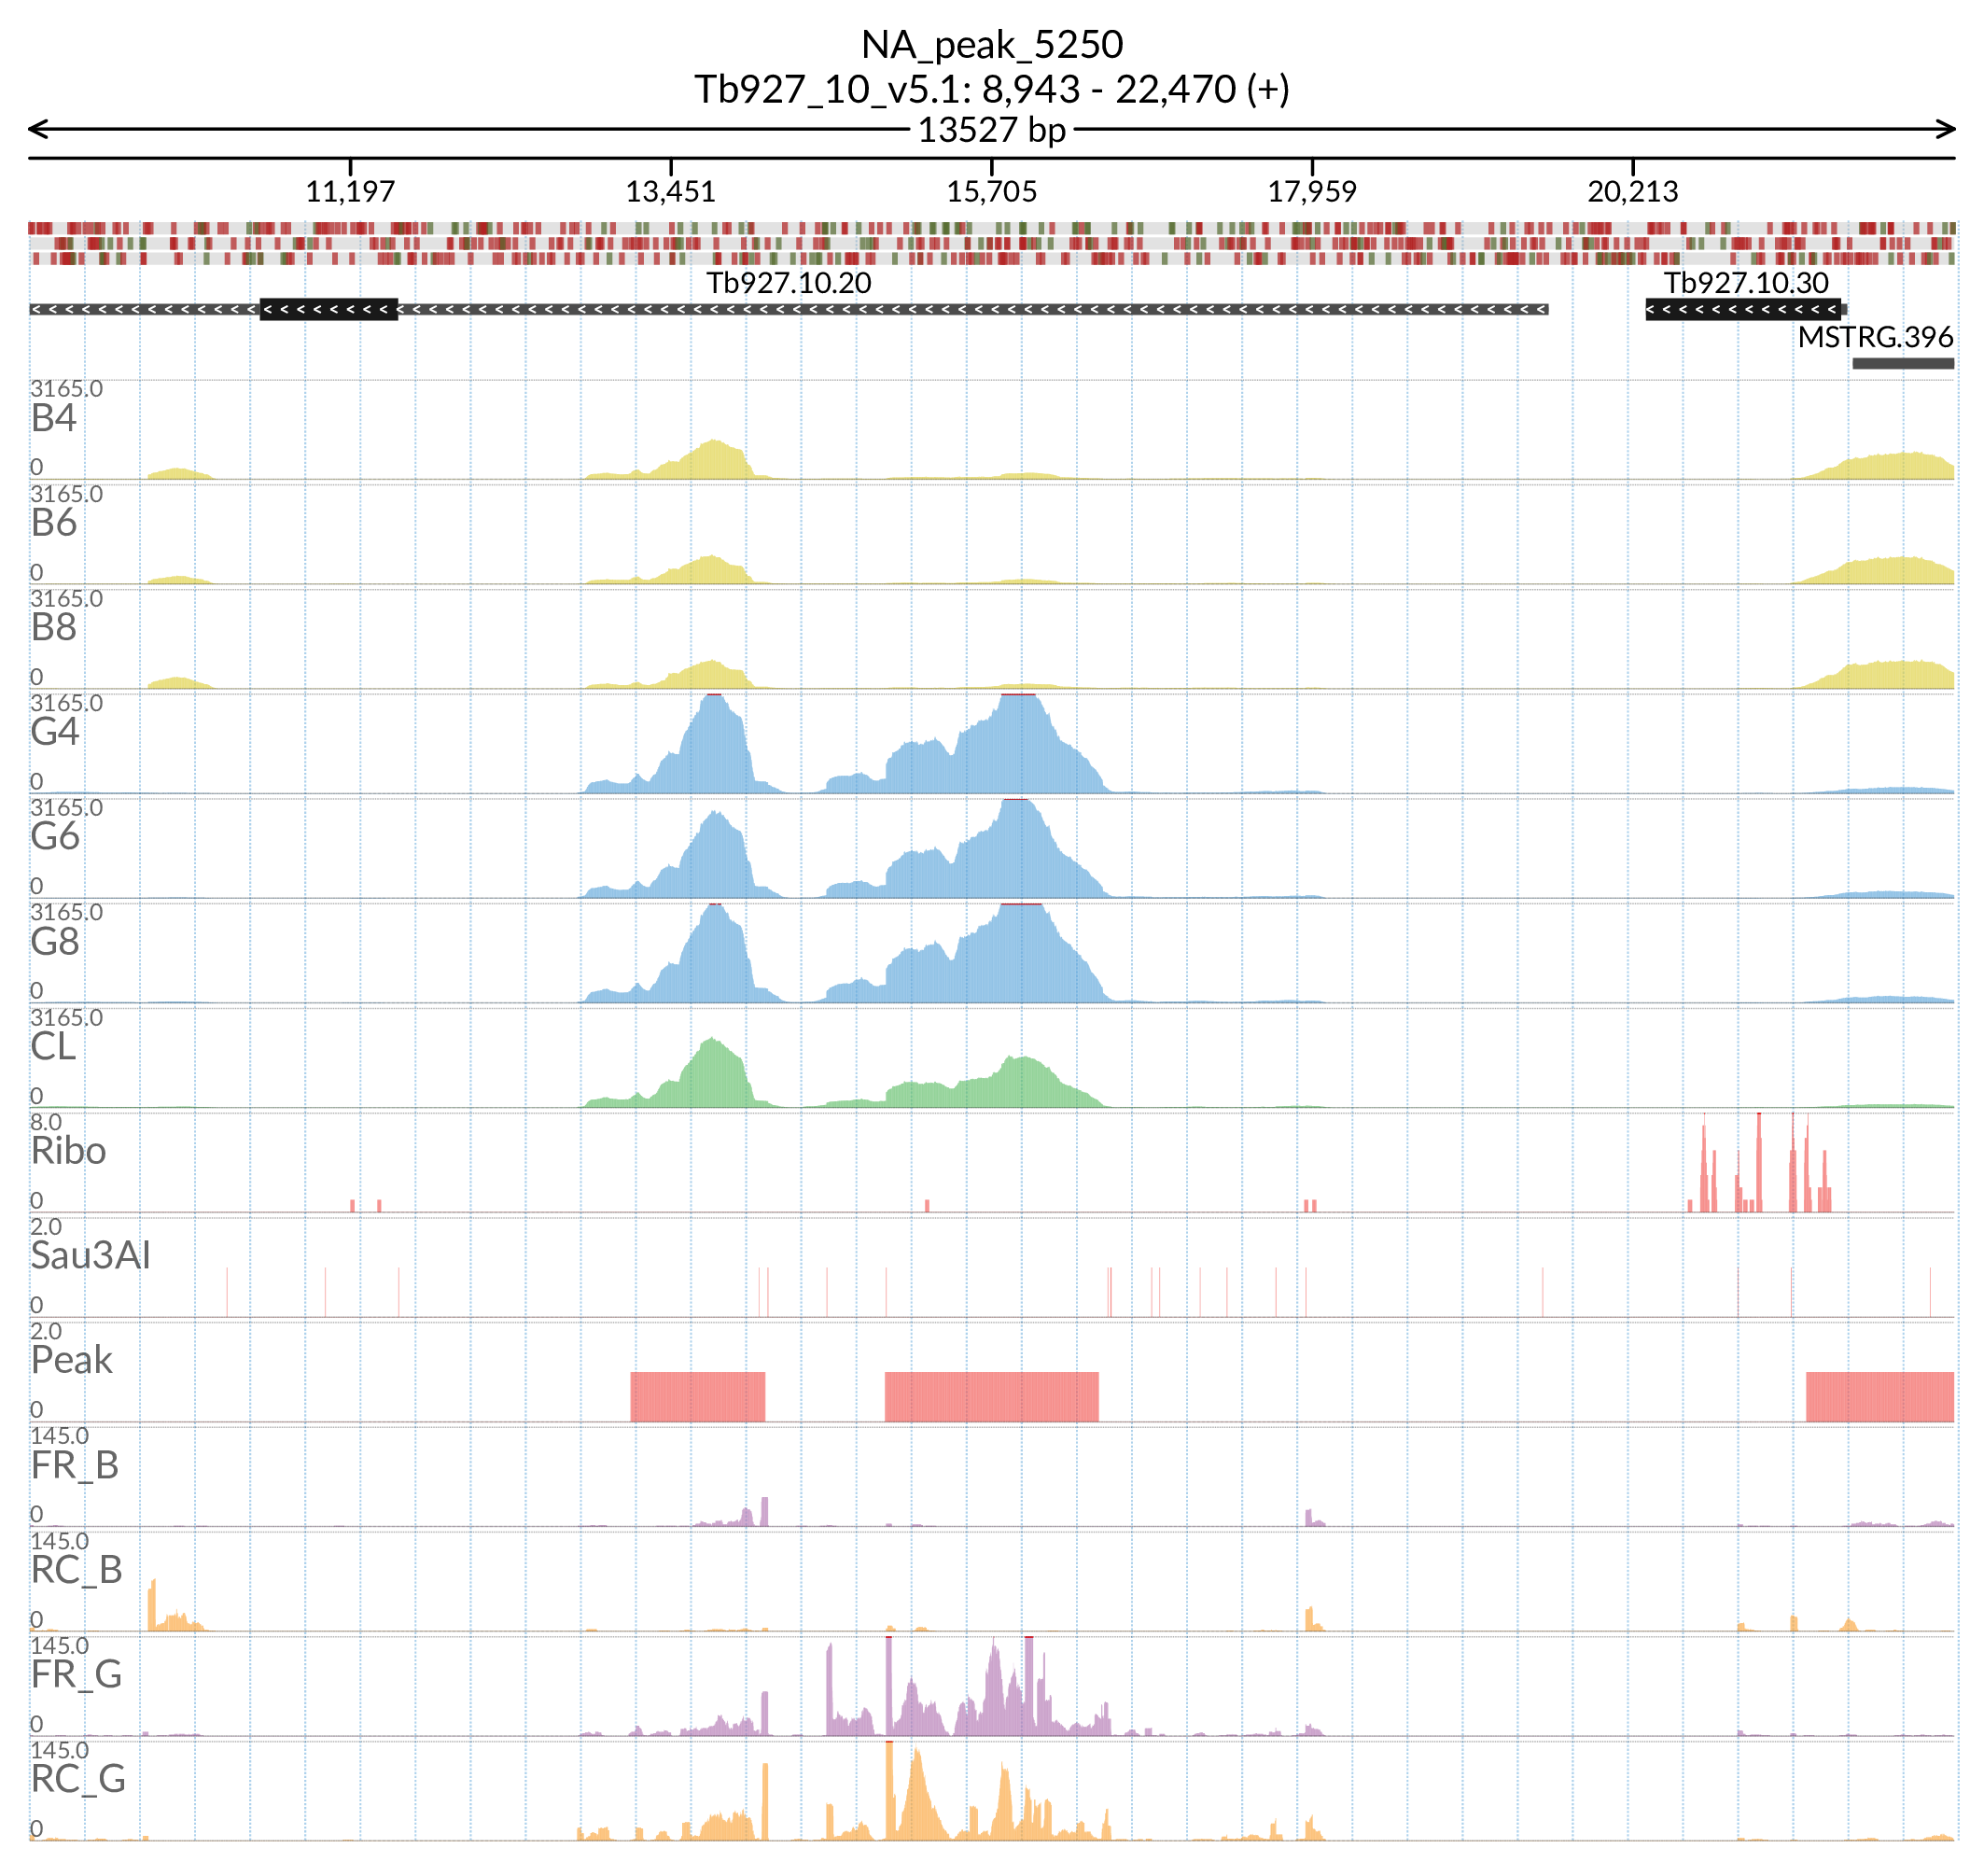 NA_peak_5250
Tb927_10_v5.1: 8,943 - 22,470 (+)
13527 bp
11,197 13,451 15,705 17,959 20,213
Tb927.10.20 Tb927.10.30
MSTRG.396
3165.0
B4
0
3165.0
B6
0
3165.0
B8
0
3165.0
G4
0
3165.0
G6
0
3165.0
G8
0
3165.0
CL
0
8.0
Ribo
0
2.0
Sau3AI
0
2.0
Peak
0
145.0
FR_B
0
145.0
RC_B
0
145.0
FR_G
0
145.0
RC_G
0